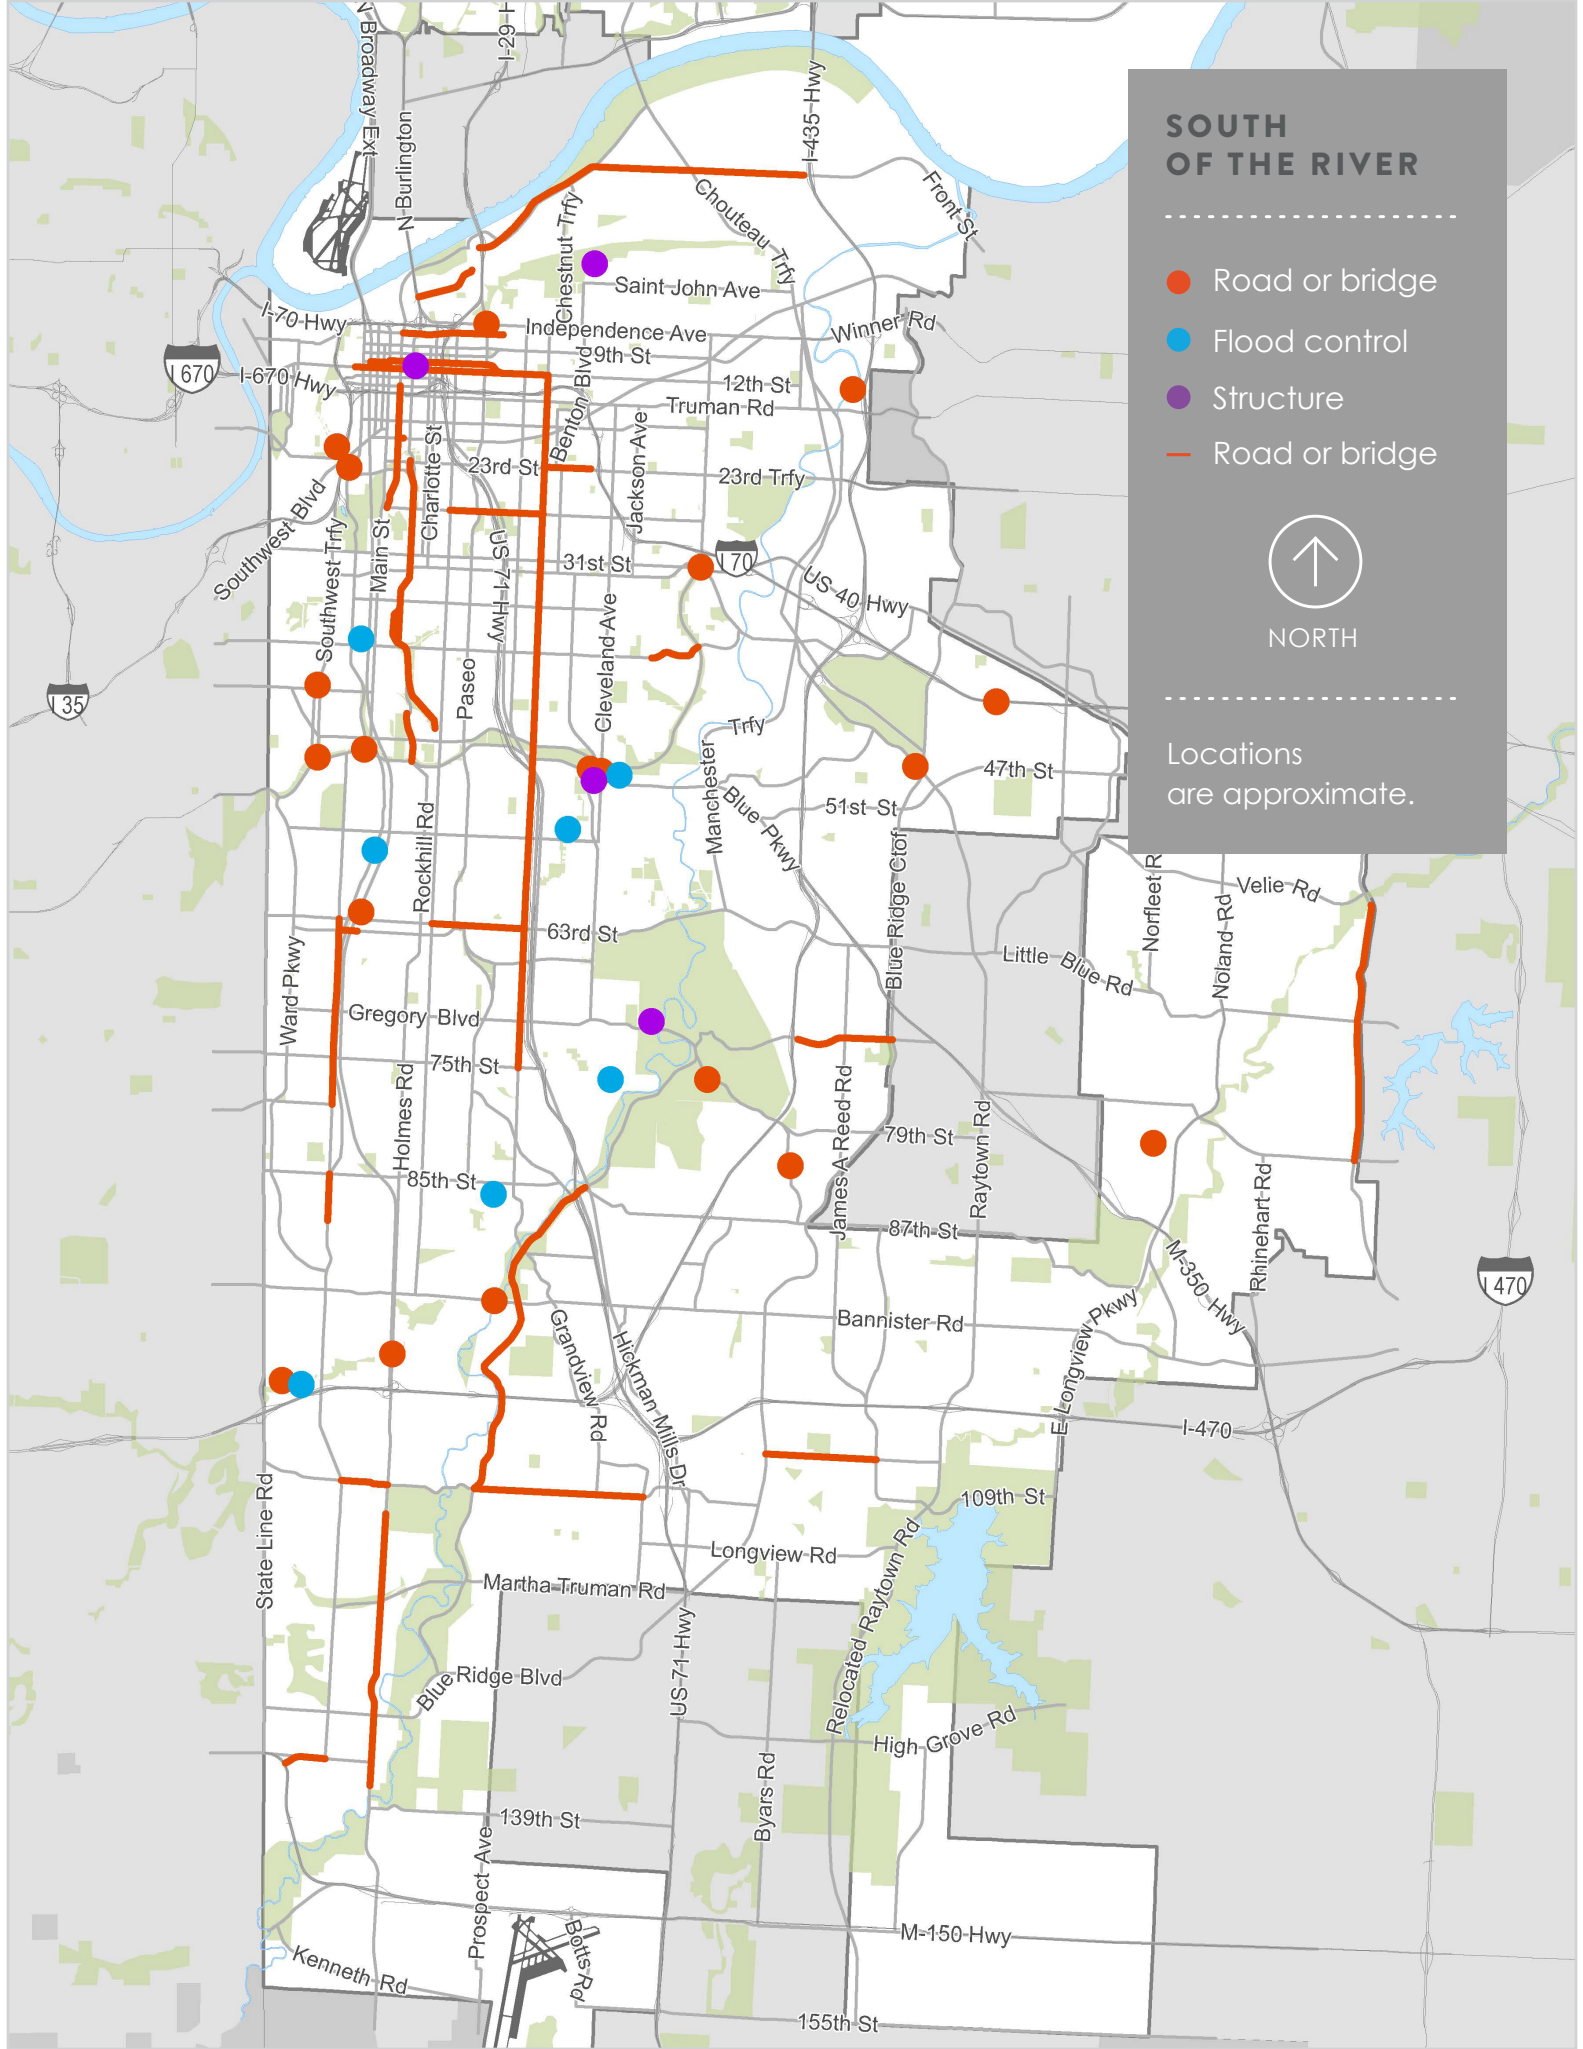 N Broadway Ext
N Burlington
I-29 H
I-435 Hwy
SOUTH
OF THE RIVER
Road or bridge
Flood control
Structure
Road or bridge
NORTH
Locations
are approximate.
Front St
Chouteau Trfy
Chestnut Trfy
Saint John Ave
I-70 Hwy
Independence Ave
Winner Rd
9th St
I 670
I-670 Hwy
12th St
Truman Rd
Benton Blvd
Jackson Ave
Charlotte St
23rd St
23rd Trfy
Southwest Blvd
Southwest Trfy
Main St
US 71 Hwy
31st St
I 70
US 40 Hwy
Cleveland Ave
Paseo
I 35
Trfy
Manchester
47th St
Blue Pkwy
51st St
Rockhill Rd
Blue Ridge Ctof
Norfleet R
Velie Rd
Noland Rd
63rd St
Ward Pkwy
Little Blue Rd
Gregory Blvd
75th St
Holmes Rd
James A Reed Rd
79th St
Raytown Rd
85th St
87th St
Rhinehart Rd
M-350 Hwy
I 470
Bannister Rd
E Longview Pkwy
Grandview Rd
Hickman Mills Dr
I-470
State Line Rd
109th St
Longview Rd
Martha Truman Rd
Relocated Raytown Rd
US 71 Hwy
Blue Ridge Blvd
High Grove Rd
Byars Rd
139th St
Prospect Ave
Botts Rd
M-150 Hwy
Kenneth Rd
155th St